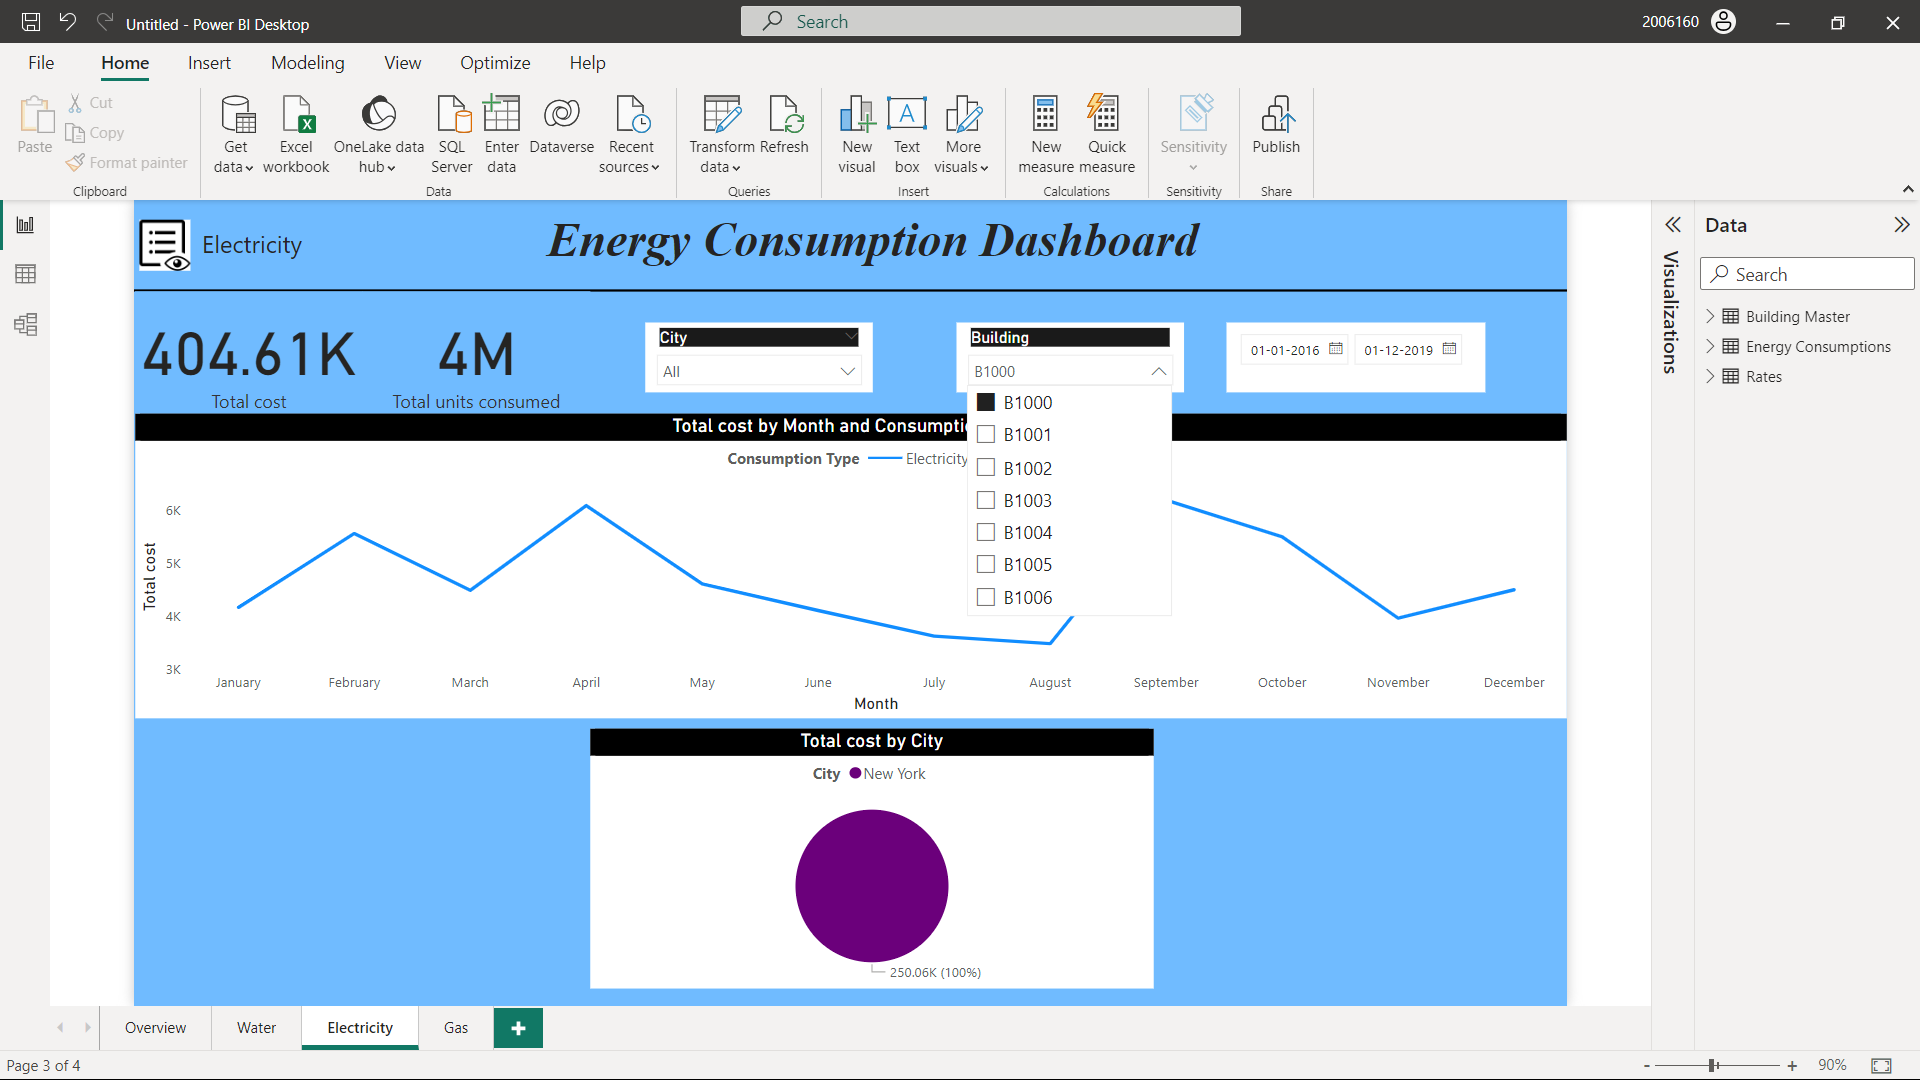 Untitled - Power BI Desktop
Search
2006160
File Home Insert Modeling View Optimize Help
Paste
Cut
Copy
Format painter
Clipboard
Get data
Excel workbook
OneLake data hub
SQL Server
Enter data
Dataverse
Recent sources
Data
Transform data
Refresh
Queries
New visual
Text box
More visuals
Insert
New measure
Quick measure
Calculations
Sensitivity
Sensitivity
Publish
Share
Electricity
Energy Consumption Dashboard
404.61K
Total cost
4M
Total units consumed
City
All
Building
B1000
01-01-2016
01-12-2019
B1000
B1001
B1002
B1003
B1004
B1005
B1006
Total cost by Month and Consumpti
Consumption Type Electricity
Total cost
6K
5K
4K
3K
January February March April May June July August September October November December
Month
Total cost by City
City New York
250.06K (100%)
Visualizations
Data
Search
Building Master
Energy Consumptions
Rates
Overview Water Electricity Gas +
Page 3 of 4
- + 90%